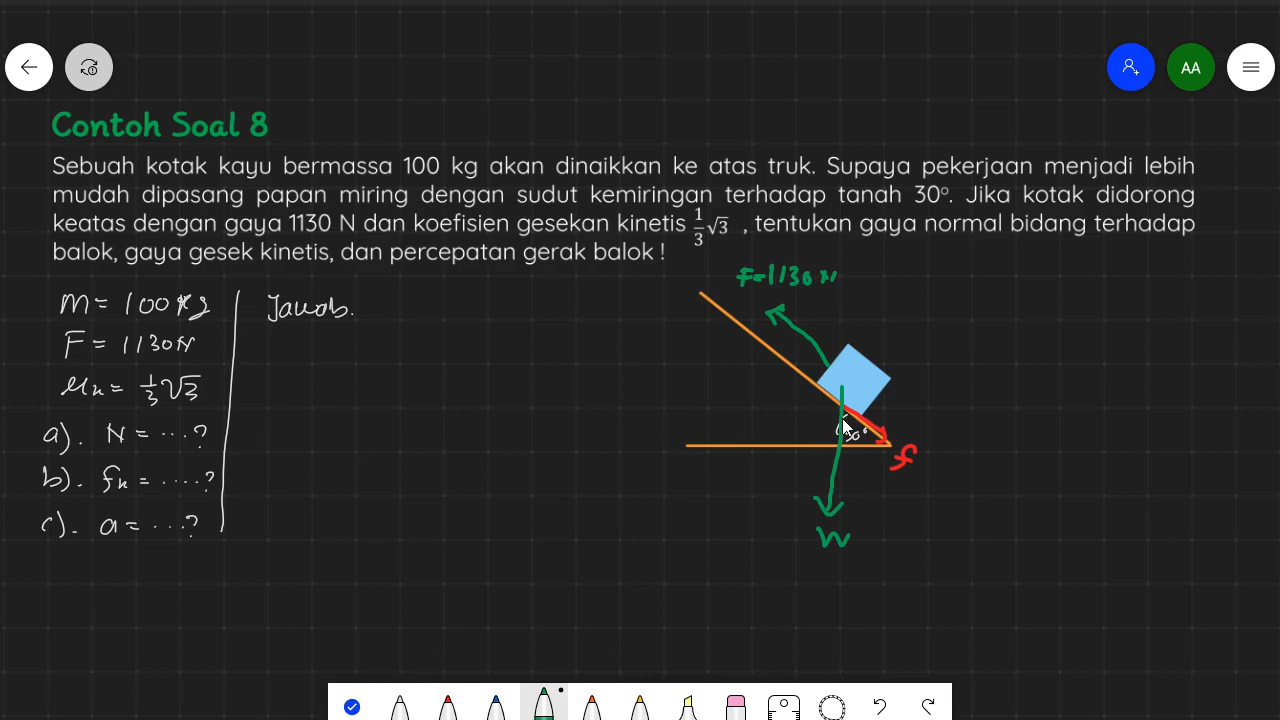 AA
Contoh Soal 8
Sebuah kotak kayu bermassa 100 kg akan dinaikkan ke atas truk. Supaya pekerjaan menjadi lebih
mudah dipasang papan miring dengan sudut kemiringan terhadap tanah 30°. Jika kotak didorong
keatas dengan gaya 1130 N dan koefisien gesekan kinetis 1/3 √3 , tentukan gaya normal bidang terhadap
balok, gaya gesek kinetis, dan percepatan gerak balok !
F=1130 N
m = 100 kg
Jawab.
F = 1130 N
μk = 1/3 √3
a). N = ...?
30°
f
b). fk = ....?
c). a = ...?
W